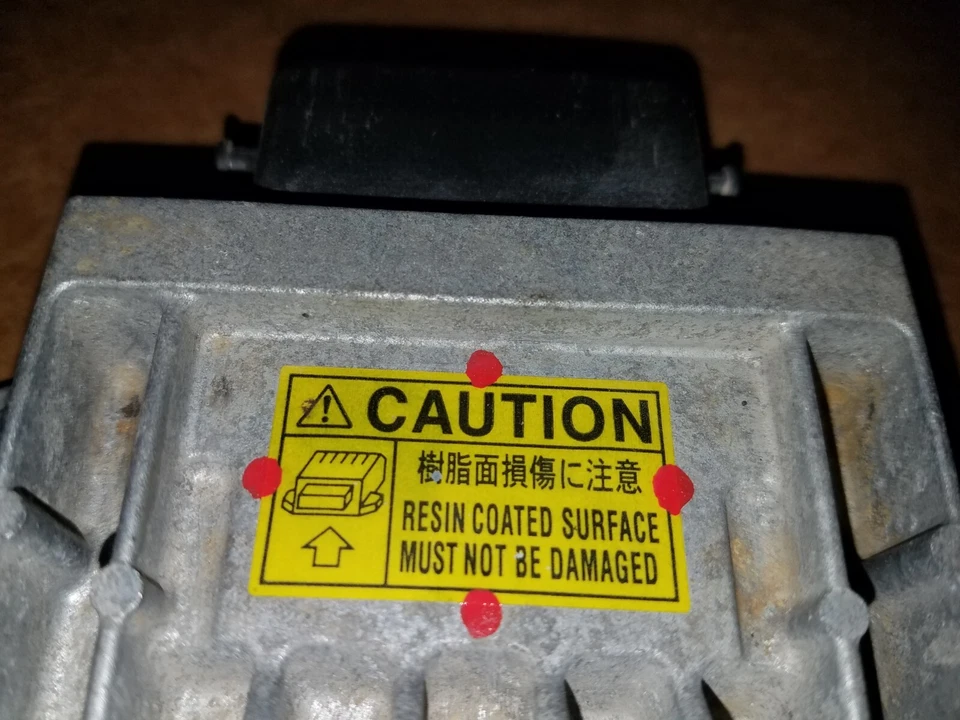 CAUTION
樹脂面損傷に注意
RESIN COATED SURFACE
MUST NOT BE DAMAGED